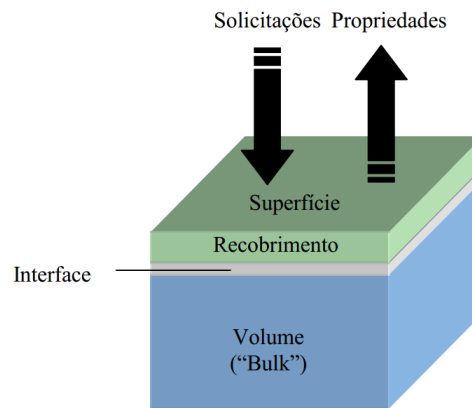 Solicitações Propriedades
Superfície
Recobrimento
Interface
Volume
(“Bulk”)